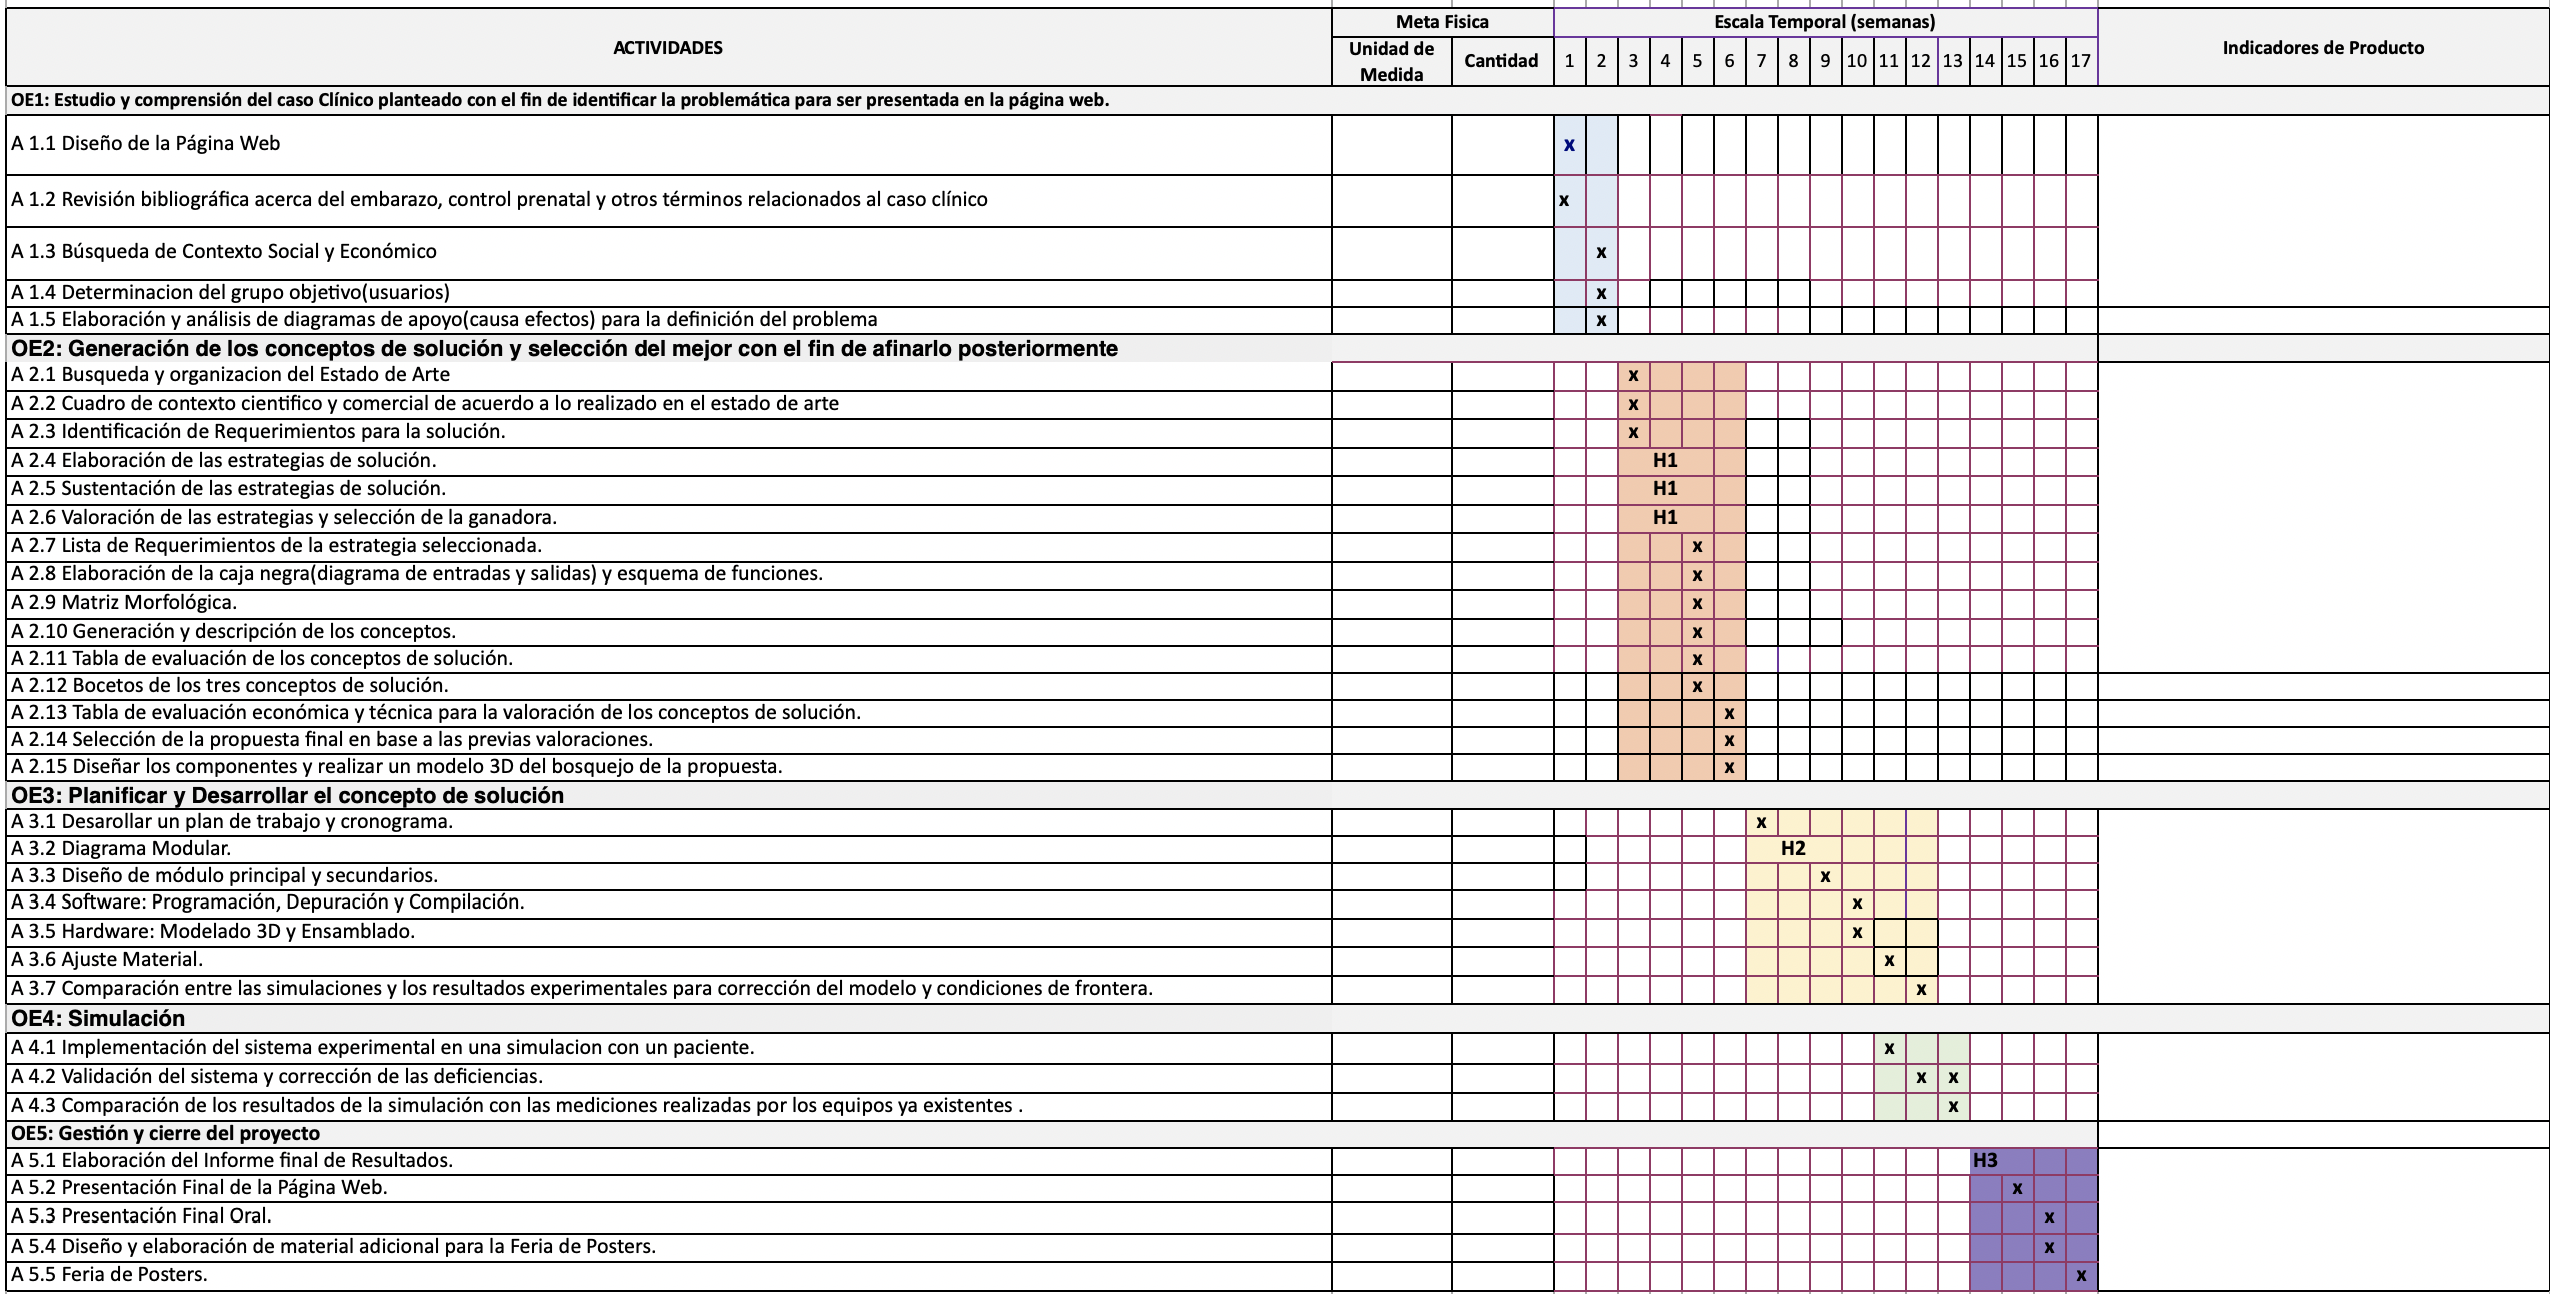 ACTIVIDADES Meta Fisica Escala Temporal (semanas) Indicadores de Producto
Unidad de Medida Cantidad 1 2 3 4 5 6 7 8 9 10 11 12 13 14 15 16 17
OE1: Estudio y comprensión del caso Clínico planteado con el fin de identificar la problemática para ser presentada en la página web.
A 1.1 Diseño de la Página Web x
A 1.2 Revisión bibliográfica acerca del embarazo, control prenatal y otros términos relacionados al caso clínico x
A 1.3 Búsqueda de Contexto Social y Económico x
A 1.4 Determinacion del grupo objetivo(usuarios) x
A 1.5 Elaboración y análisis de diagramas de apoyo(causa efectos) para la definición del problema x
OE2: Generación de los conceptos de solución y selección del mejor con el fin de afinarlo posteriormente
A 2.1 Busqueda y organizacion del Estado de Arte x
A 2.2 Cuadro de contexto cientifico y comercial de acuerdo a lo realizado en el estado de arte x
A 2.3 Identificación de Requerimientos para la solución. x
A 2.4 Elaboración de las estrategias de solución. H1
A 2.5 Sustentación de las estrategias de solución. H1
A 2.6 Valoración de las estrategias y selección de la ganadora. H1
A 2.7 Lista de Requerimientos de la estrategia seleccionada. x
A 2.8 Elaboración de la caja negra(diagrama de entradas y salidas) y esquema de funciones. x
A 2.9 Matriz Morfológica. x
A 2.10 Generación y descripción de los conceptos. x
A 2.11 Tabla de evaluación de los conceptos de solución. x
A 2.12 Bocetos de los tres conceptos de solución. x
A 2.13 Tabla de evaluación económica y técnica para la valoración de los conceptos de solución. x
A 2.14 Selección de la propuesta final en base a las previas valoraciones. x
A 2.15 Diseñar los componentes y realizar un modelo 3D del bosquejo de la propuesta. x
OE3: Planificar y Desarrollar el concepto de solución
A 3.1 Desarollar un plan de trabajo y cronograma. x
A 3.2 Diagrama Modular. H2
A 3.3 Diseño de módulo principal y secundarios. x
A 3.4 Software: Programación, Depuración y Compilación. x
A 3.5 Hardware: Modelado 3D y Ensamblado. x
A 3.6 Ajuste Material. x
A 3.7 Comparación entre las simulaciones y los resultados experimentales para corrección del modelo y condiciones de frontera. x
OE4: Simulación
A 4.1 Implementación del sistema experimental en una simulacion con un paciente. x
A 4.2 Validación del sistema y corrección de las deficiencias. x x
A 4.3 Comparación de los resultados de la simulación con las mediciones realizadas por los equipos ya existentes . x
OE5: Gestión y cierre del proyecto
A 5.1 Elaboración del Informe final de Resultados. H3
A 5.2 Presentación Final de la Página Web. x
A 5.3 Presentación Final Oral. x
A 5.4 Diseño y elaboración de material adicional para la Feria de Posters. x
A 5.5 Feria de Posters. x